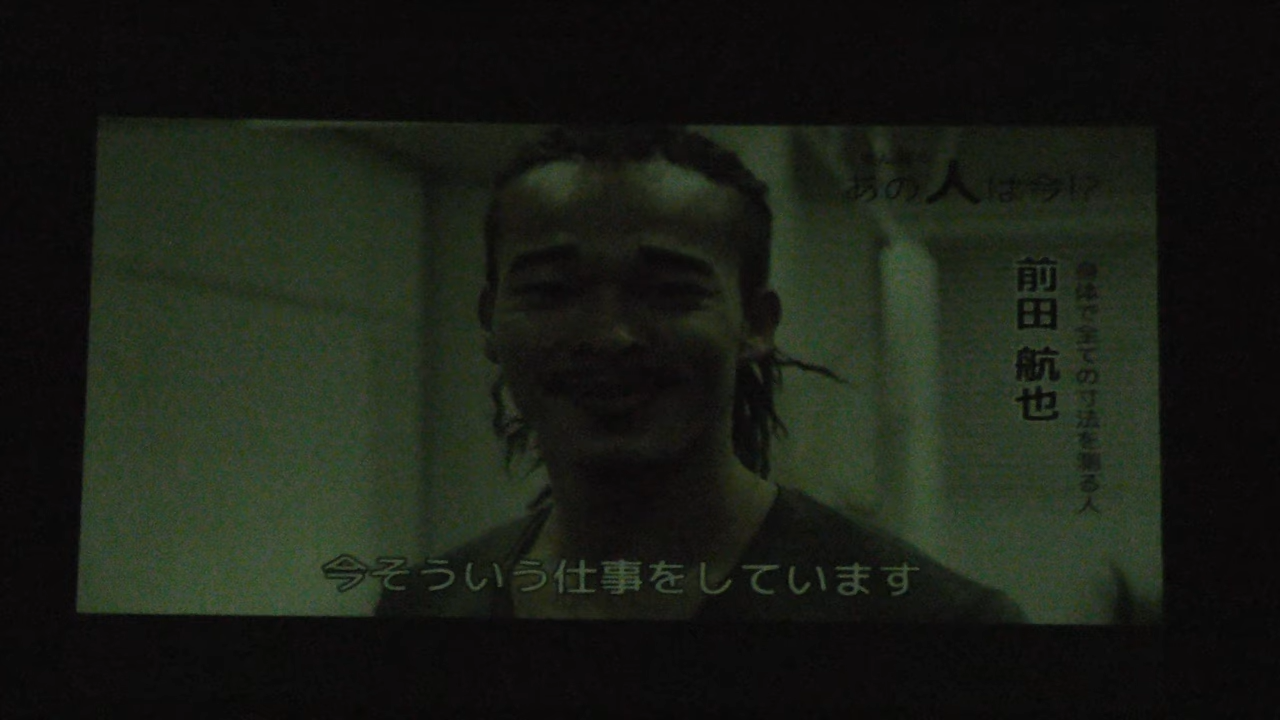 あの人は今!?
身体で全ての寸法を測る人
前田 航也
今そういう仕事をしています